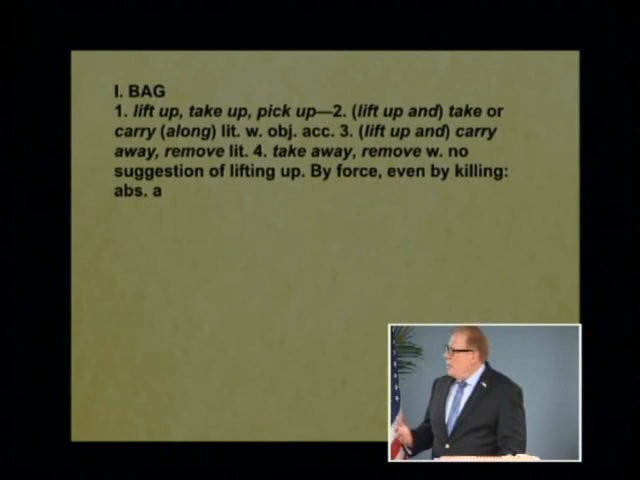 I. BAG
1. lift up, take up, pick up—2. (lift up and) take or
carry (along) lit. w. obj. acc. 3. (lift up and) carry
away, remove lit. 4. take away, remove w. no
suggestion of lifting up. By force, even by killing:
abs. a